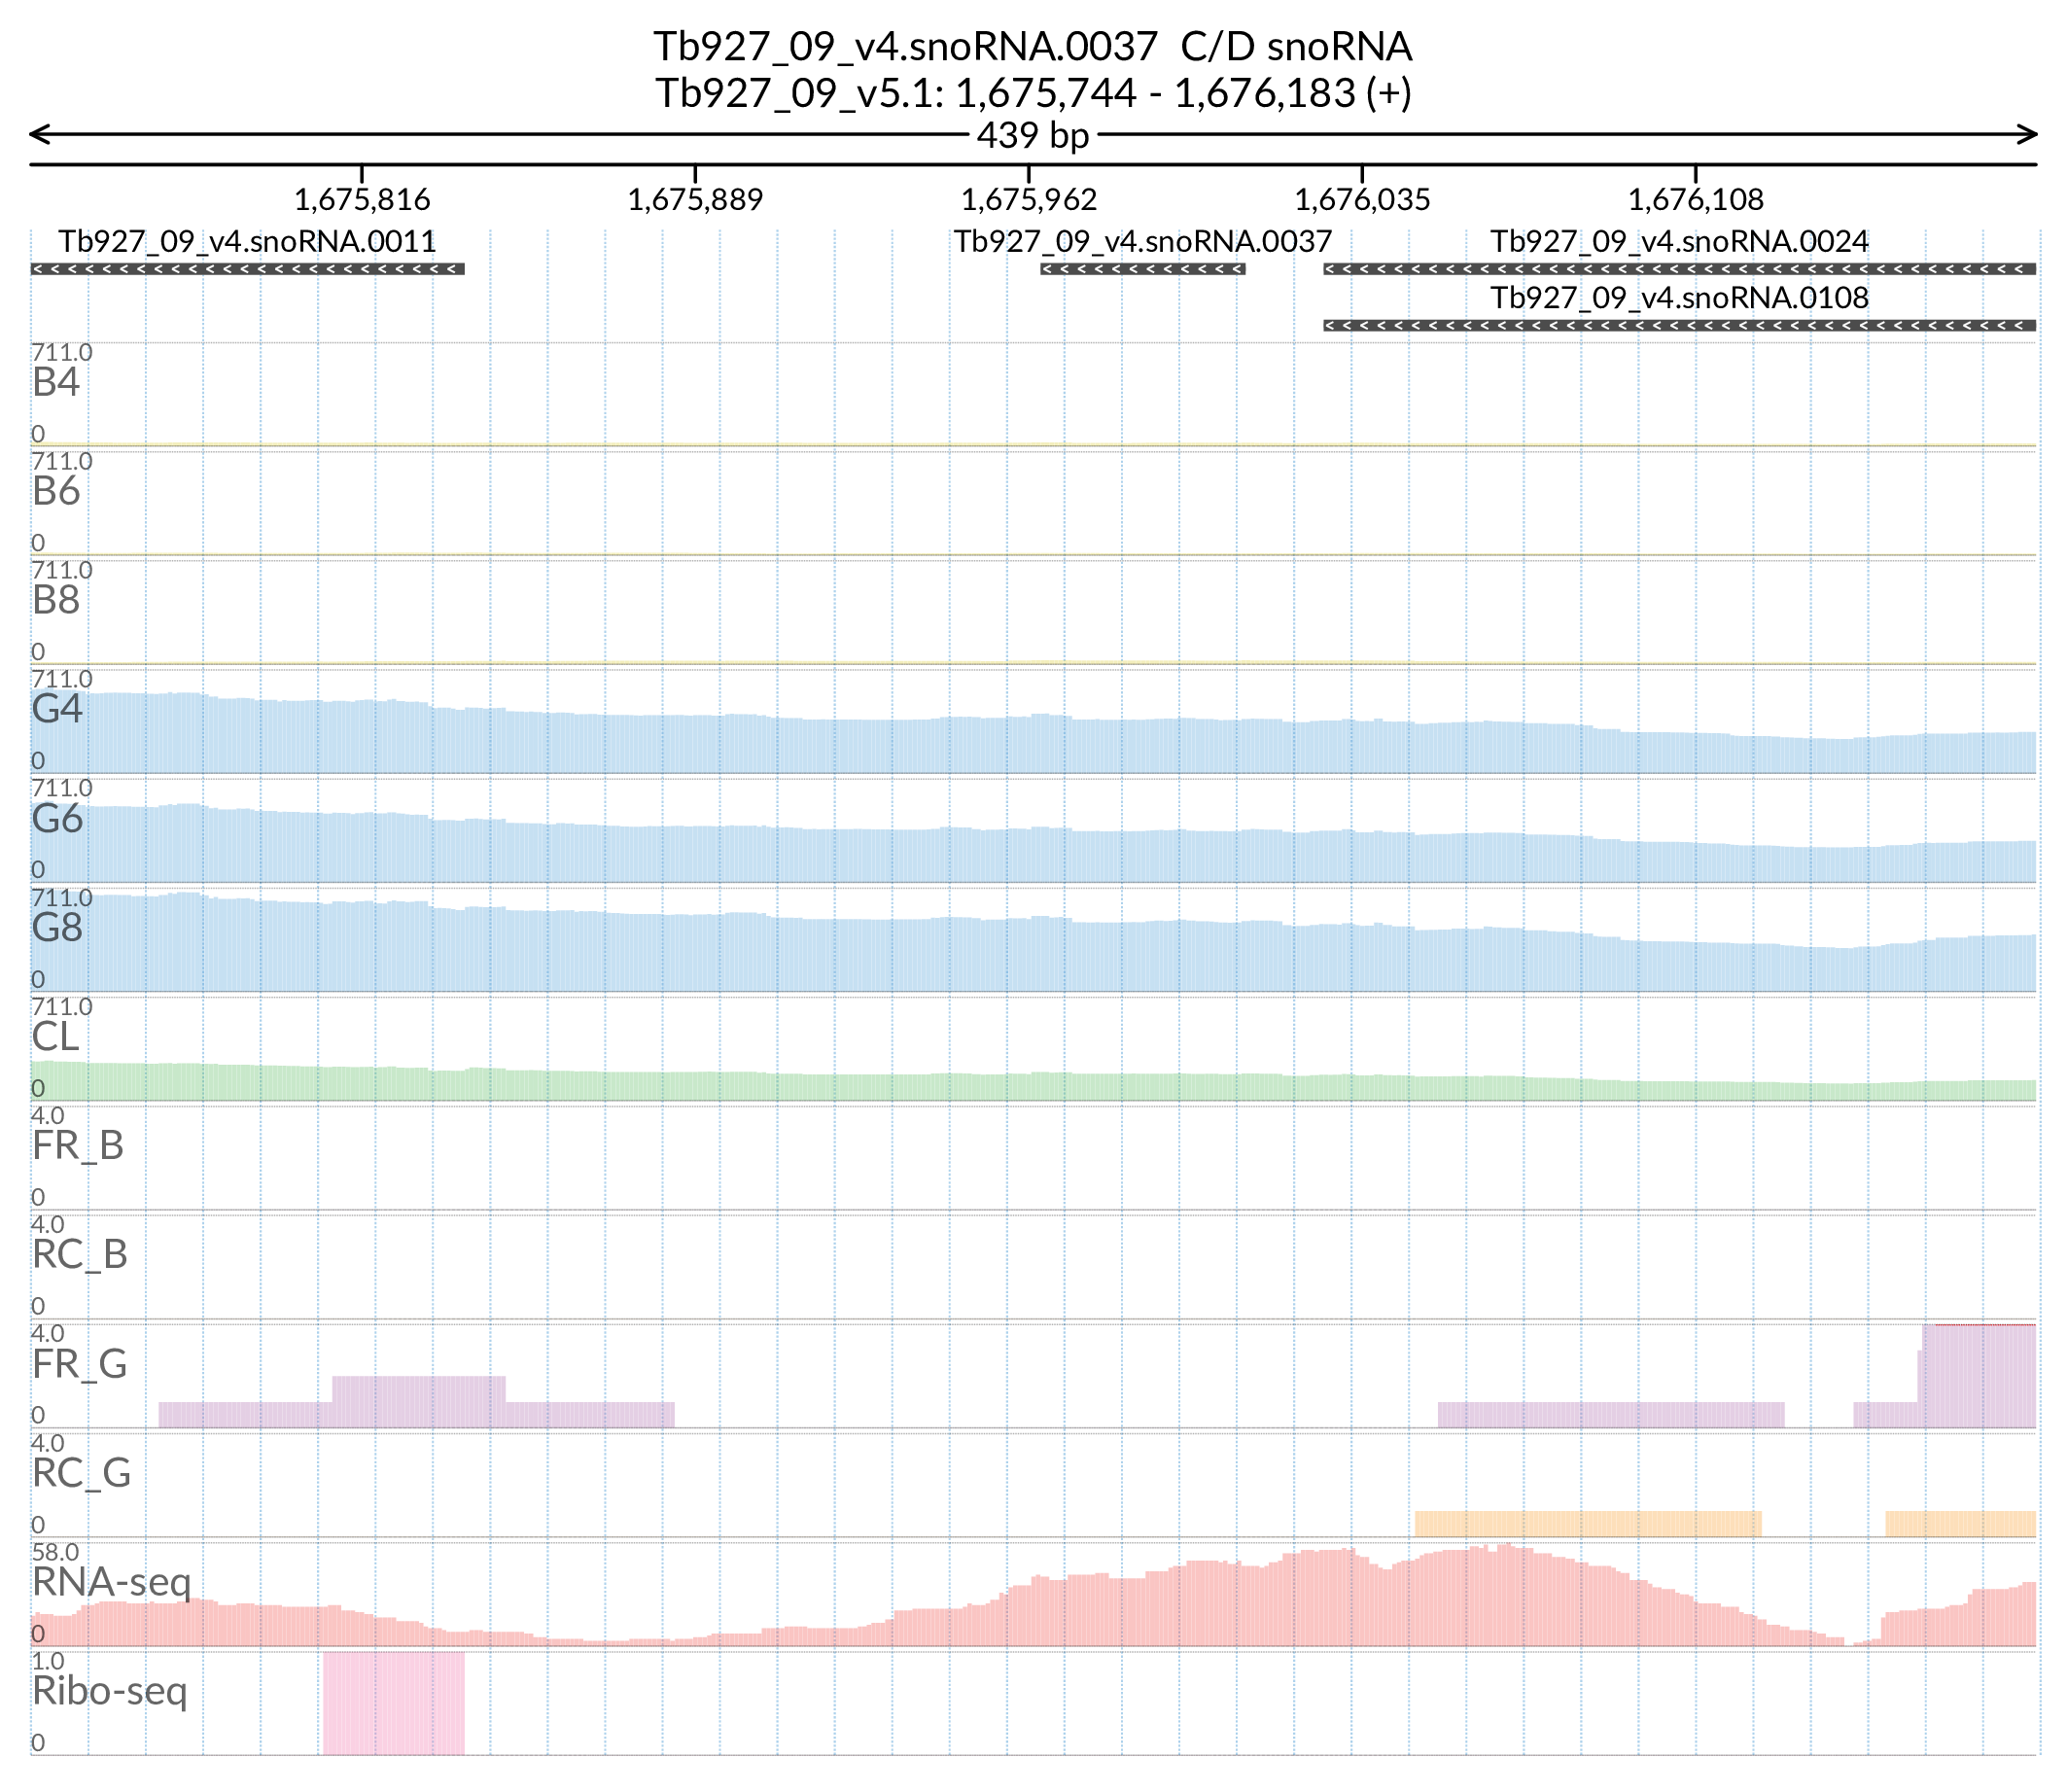 Tb927_09_v4.snoRNA.0037 C/D snoRNA
Tb927_09_v5.1: 1,675,744 - 1,676,183 (+)
439 bp
1,675,816 1,675,889 1,675,962 1,676,035 1,676,108
Tb927_09_v4.snoRNA.0011 Tb927_09_v4.snoRNA.0037 Tb927_09_v4.snoRNA.0024
Tb927_09_v4.snoRNA.0108
711.0
B4
0
711.0
B6
0
711.0
B8
0
711.0
G4
0
711.0
G6
0
711.0
G8
0
711.0
CL
0
4.0
FR_B
0
4.0
RC_B
0
4.0
FR_G
0
4.0
RC_G
0
58.0
RNA-seq
0
1.0
Ribo-seq
0